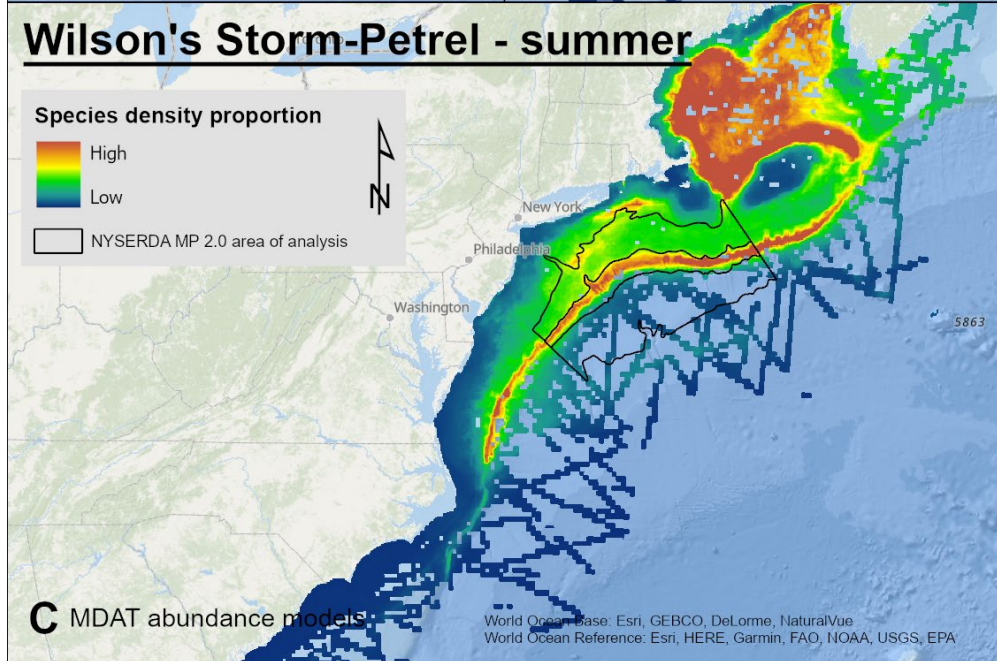 Wilson's Storm-Petrel - summer
Species density proportion
High
Low
N
NYSERDA MP 2.0 area of analysis
New York
Philadelphia
Washington
5863
C MDAT abundance models
World Ocean Base: Esri, GEBCO, DeLorme, NaturalVue
World Ocean Reference: Esri, HERE, Garmin, FAO, NOAA, USGS, EPA